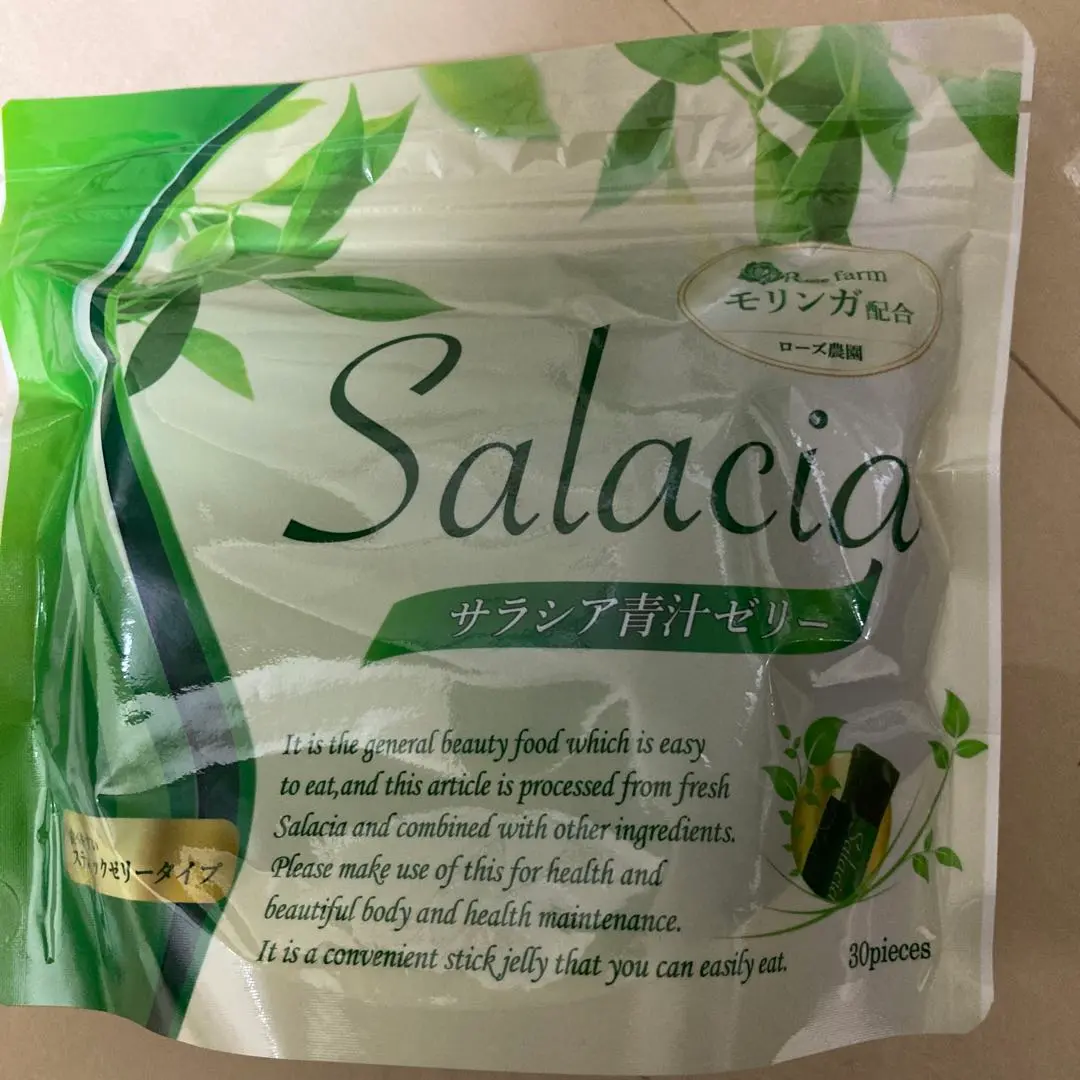 Rose farm
モリンガ配合
ローズ農園
Salacia
サラシア青汁ゼリー
It is the general beauty food which is easy
to eat,and this article is processed from fresh
Salacia and combined with other ingredients.
Please make use of this for health and
beautiful body and health maintenance.
It is a convenient stick jelly that you can easily eat.
スティックゼリータイプ
Salacia
30pieces